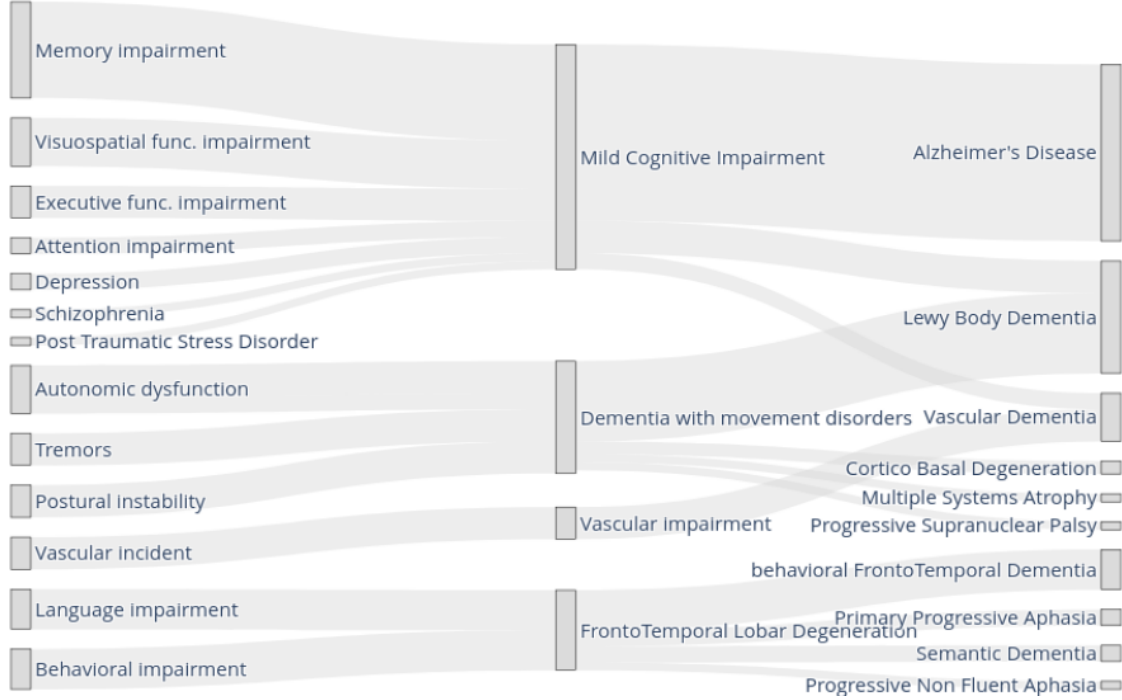 Memory impairment
Visuospatial func. impairment
Executive func. impairment
Attention impairment
Depression
Schizophrenia
Post Traumatic Stress Disorder
Autonomic dysfunction
Tremors
Postural instability
Vascular incident
Language impairment
Behavioral impairment
Mild Cognitive Impairment
Dementia with movement disorders
Vascular impairment
FrontoTemporal Lobar Degeneration
Alzheimer's Disease
Lewy Body Dementia
Vascular Dementia
Cortico Basal Degeneration
Multiple Systems Atrophy
Progressive Supranuclear Palsy
behavioral FrontoTemporal Dementia
Primary Progressive Aphasia
Semantic Dementia
Progressive Non Fluent Aphasia